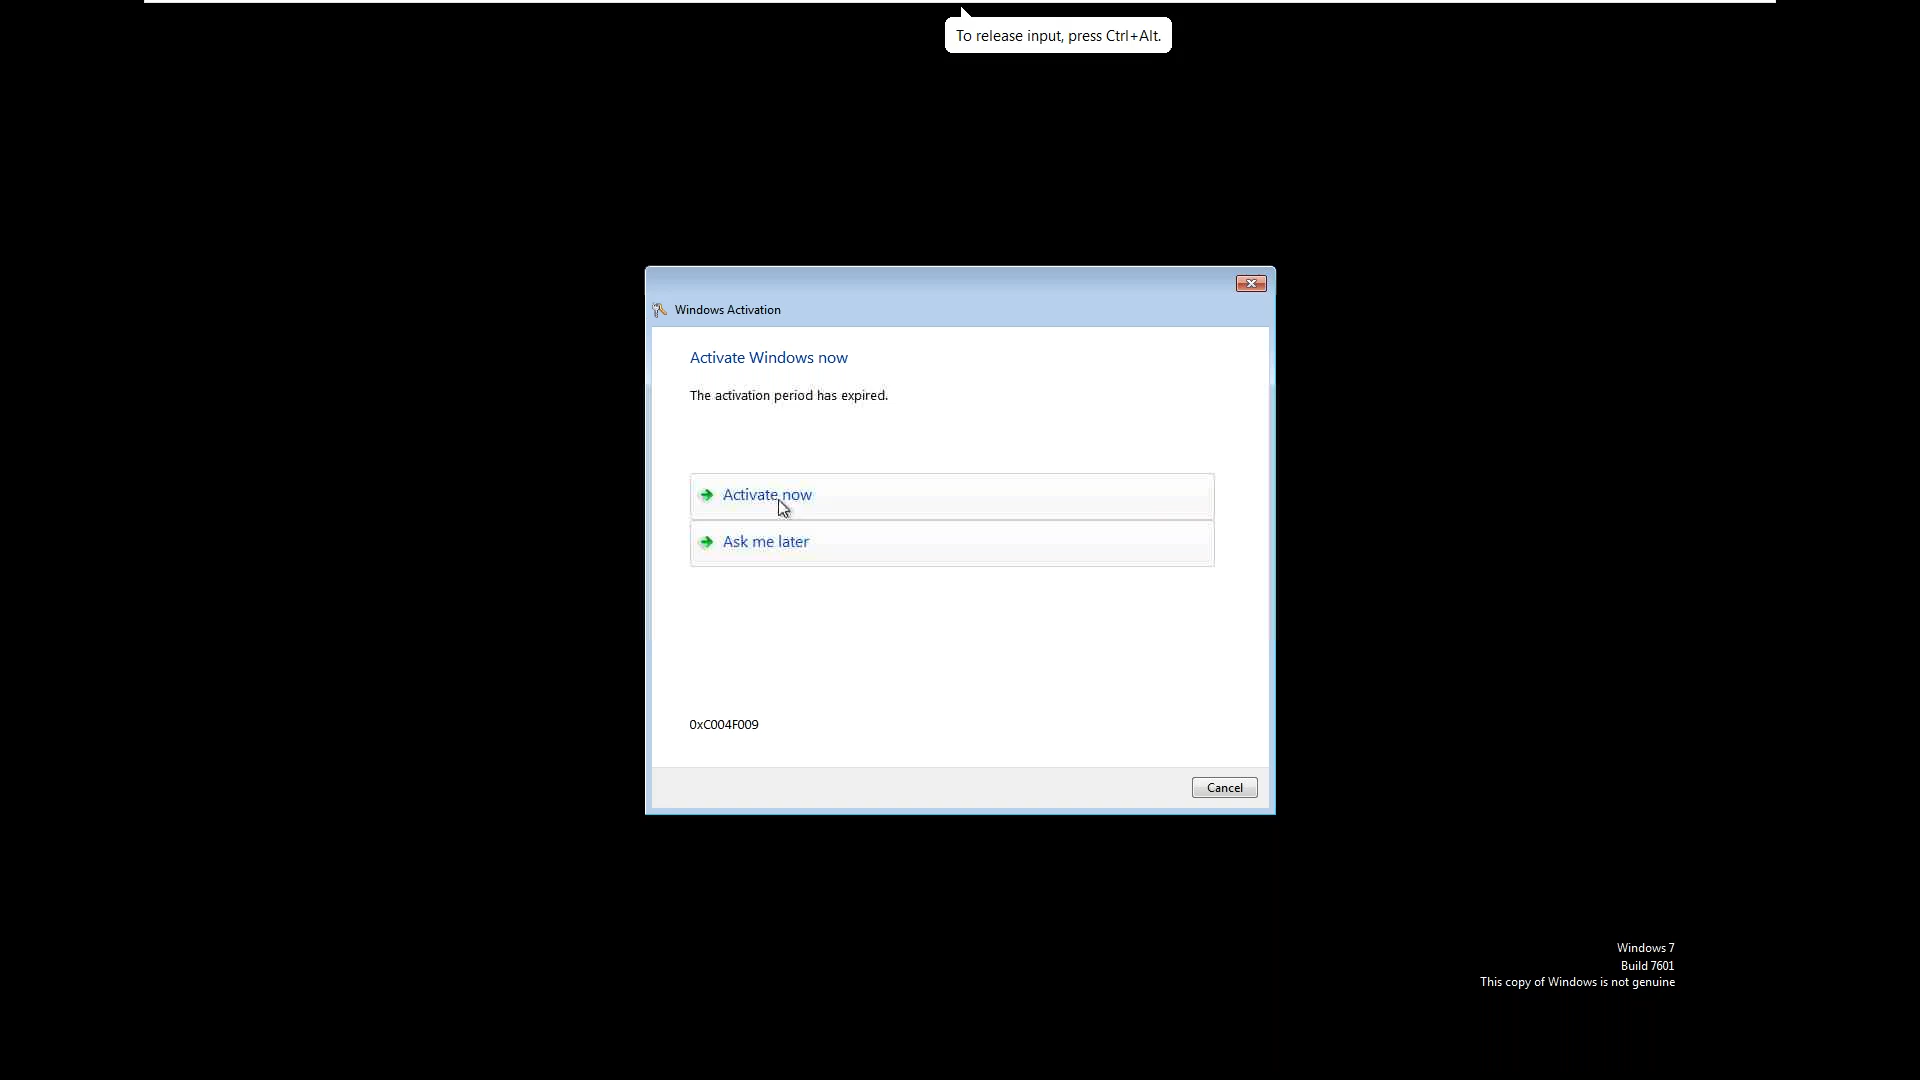 To release input, press Ctrl+Alt.
Windows Activation
Activate Windows now
The activation period has expired.
Activate now
Ask me later
0xC004F009
Cancel
Windows 7
Build 7601
This copy of Windows is not genuine